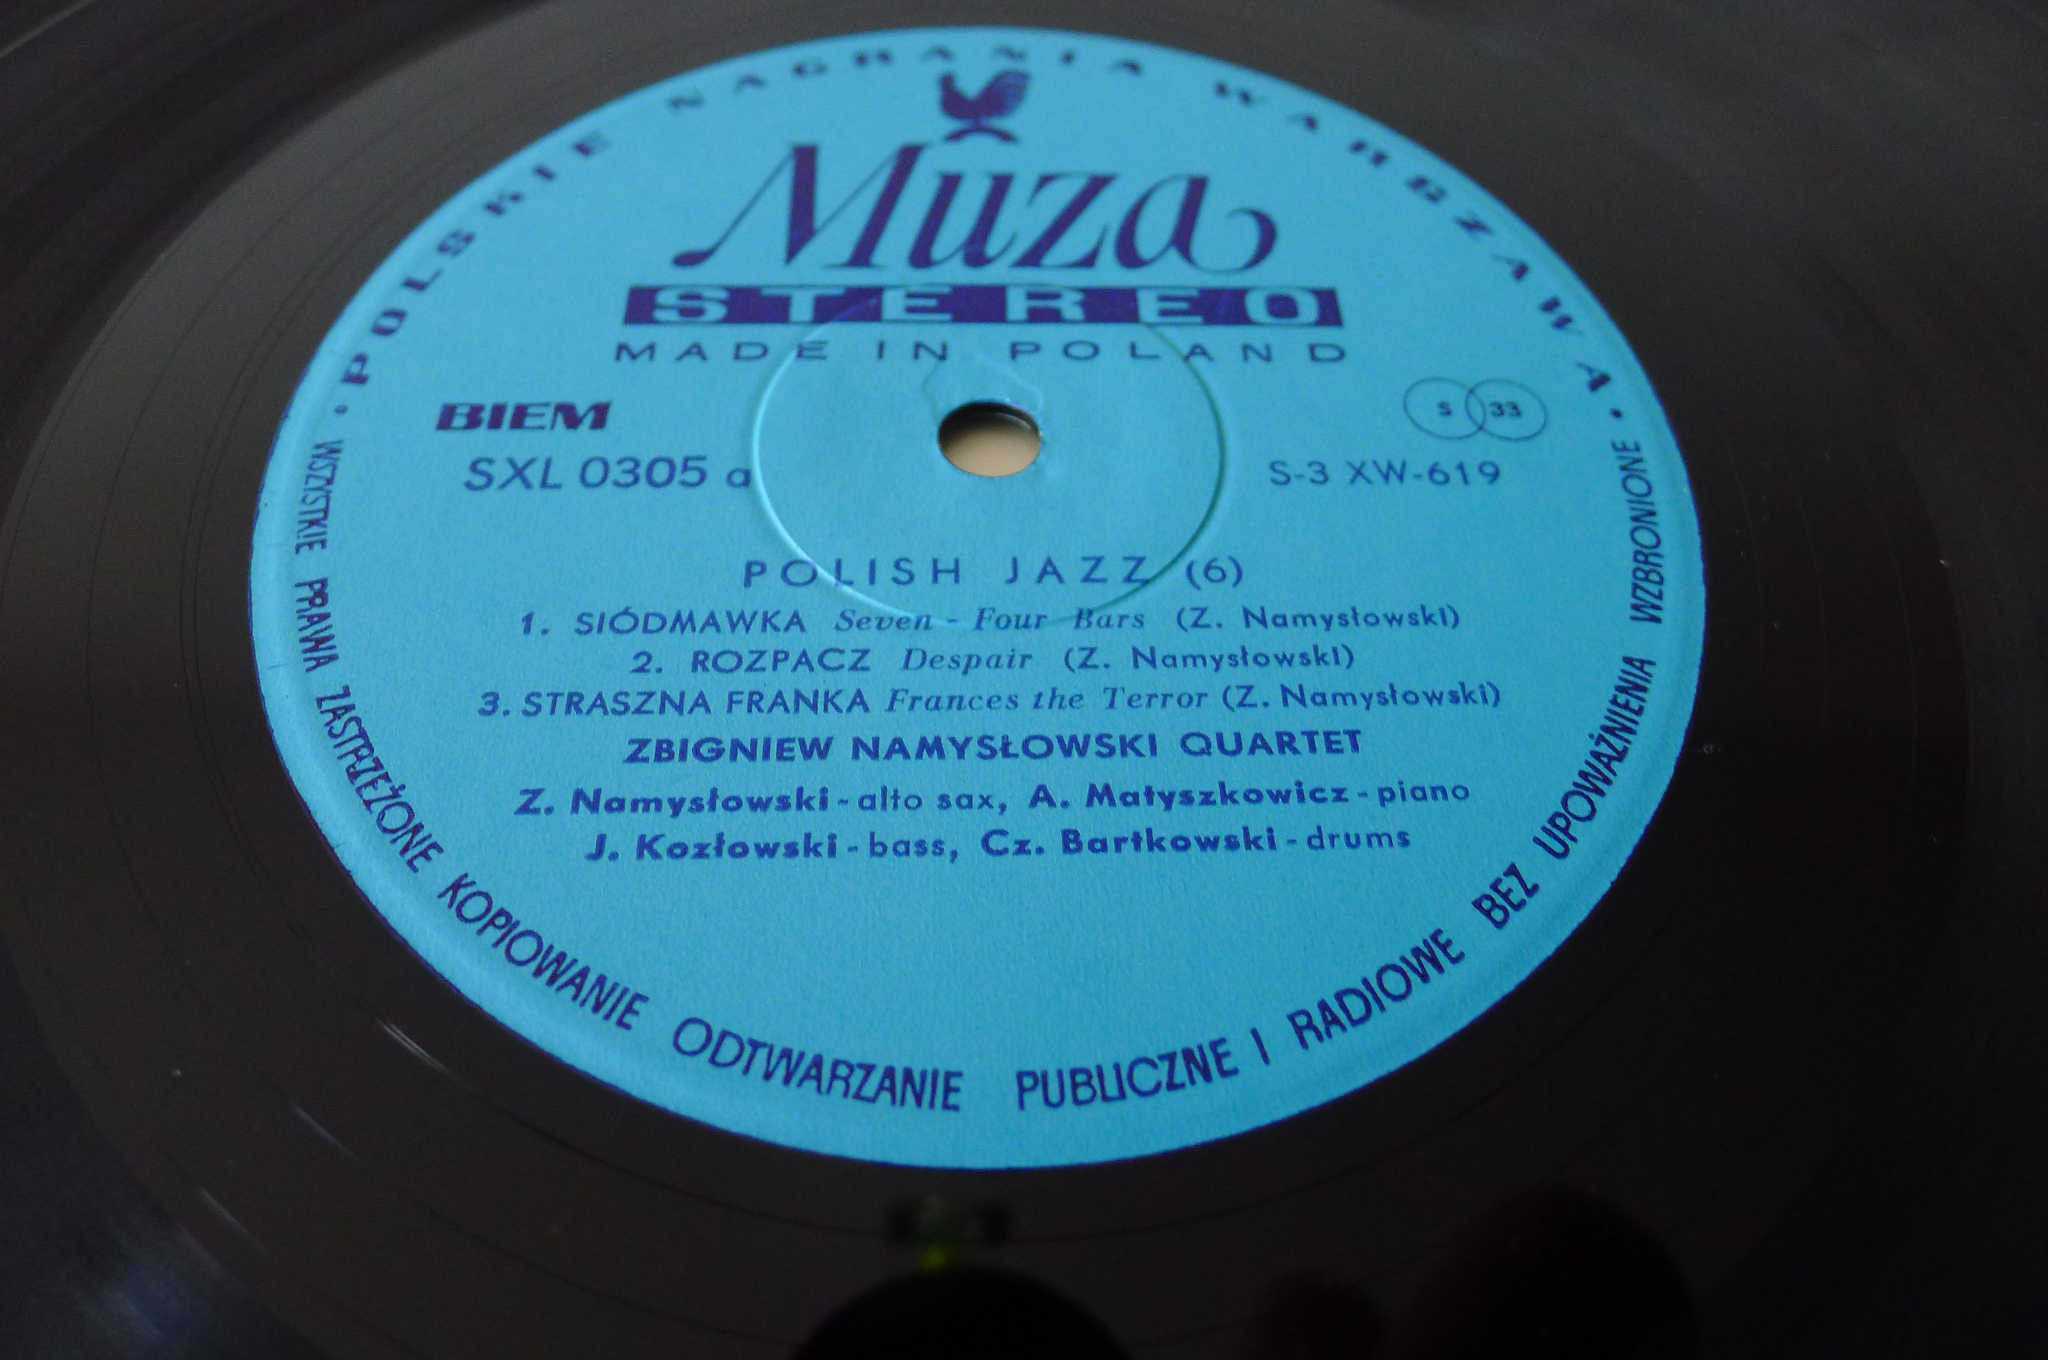 • POLSKIE NAGRANIA WARSZAWA •
Muza
STEREO
MADE IN POLAND
BIEM
S 33
SXL 0305 a
S-3 XW-619
POLISH JAZZ (6)
1. SIÓDMAWKA Seven - Four Bars (Z. Namysłowski)
2. ROZPACZ Despair (Z. Namysłowski)
3. STRASZNA FRANKA Frances the Terror (Z. Namysłowski)
ZBIGNIEW NAMYSŁOWSKI QUARTET
Z. Namysłowski - alto sax, A. Matyszkowicz - piano
J. Kozłowski - bass, Cz. Bartkowski - drums
WSZYSTKIE PRAWA ZASTRZEŻONE KOPIOWANIE ODTWARZANIE PUBLICZNE I RADIOWE BEZ UPOWAŻNIENIA WZBRONIONE